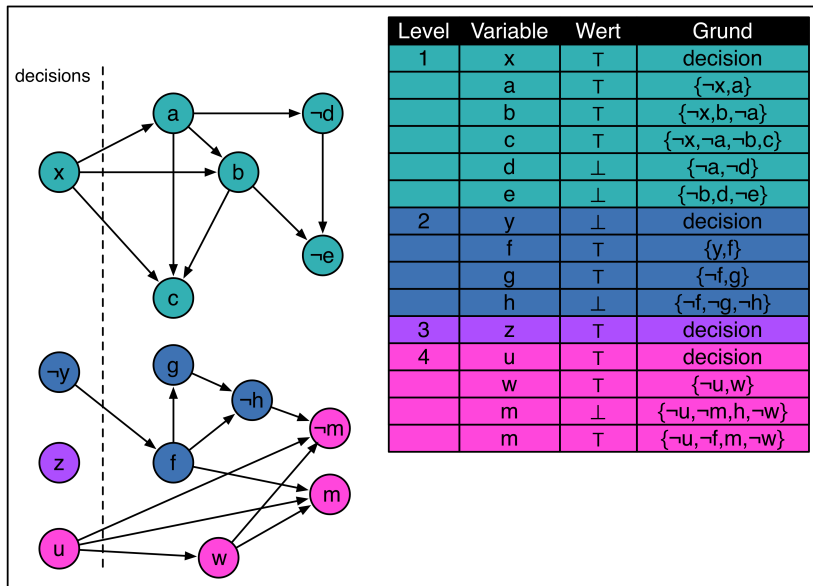 decisions
a
¬d
x
b
¬e
c
¬y
g
¬h
¬m
z
f
m
u
w
Level Variable Wert Grund
1 x ⊤ decision
a ⊤ {¬x,a}
b ⊤ {¬x,b,¬a}
c ⊤ {¬x,¬a,¬b,c}
d ⊥ {¬a,¬d}
e ⊥ {¬b,d,¬e}
2 y ⊥ decision
f ⊤ {y,f}
g ⊤ {¬f,g}
h ⊥ {¬f,¬g,¬h}
3 z ⊤ decision
4 u ⊤ decision
w ⊤ {¬u,w}
m ⊥ {¬u,¬m,h,¬w}
m ⊤ {¬u,¬f,m,¬w}